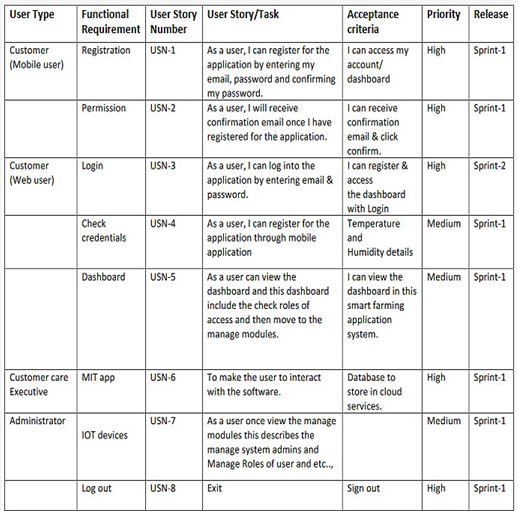 User Type Functional Requirement User Story Number User Story/Task Acceptance criteria Priority Release
Customer (Mobile user) Registration USN-1 As a user, I can register for the application by entering my email, password and confirming my password. I can access my account/ dashboard High Sprint-1
Permission USN-2 As a user, I will receive confirmation email once I have registered for the application. I can receive confirmation email & click confirm. High Sprint-1
Customer (Web user) Login USN-3 As a user, I can log into the application by entering email & password. I can register & access the dashboard with Login High Sprint-2
Check credentials USN-4 As a user, I can register for the application through mobile application Temperature and Humidity details Medium Sprint-1
Dashboard USN-5 As a user can view the dashboard and this dashboard include the check roles of access and then move to the manage modules. I can view the dashboard in this smart farming application system. Medium Sprint-1
Customer care Executive MIT app USN-6 To make the user to interact with the software. Database to store in cloud services. High Sprint-1
Administrator IOT devices USN-7 As a user once view the manage modules this describes the manage system admins and Manage Roles of user and etc.., Medium Sprint-1
Log out USN-8 Exit Sign out High Sprint-1